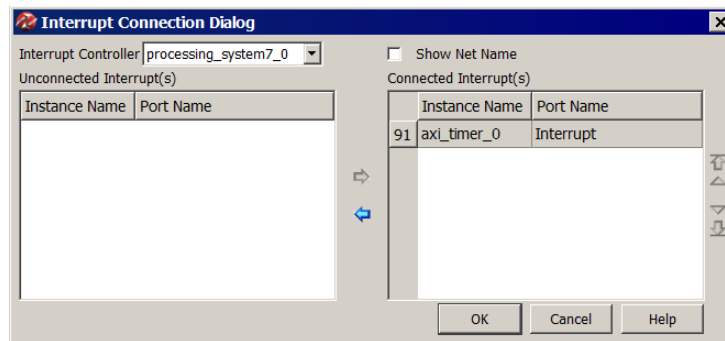 Interrupt Connection Dialog
Interrupt Controller processing_system7_0
Show Net Name
Unconnected Interrupt(s)
Connected Interrupt(s)
Instance Name Port Name
Instance Name Port Name
91 axi_timer_0 Interrupt
OK Cancel Help